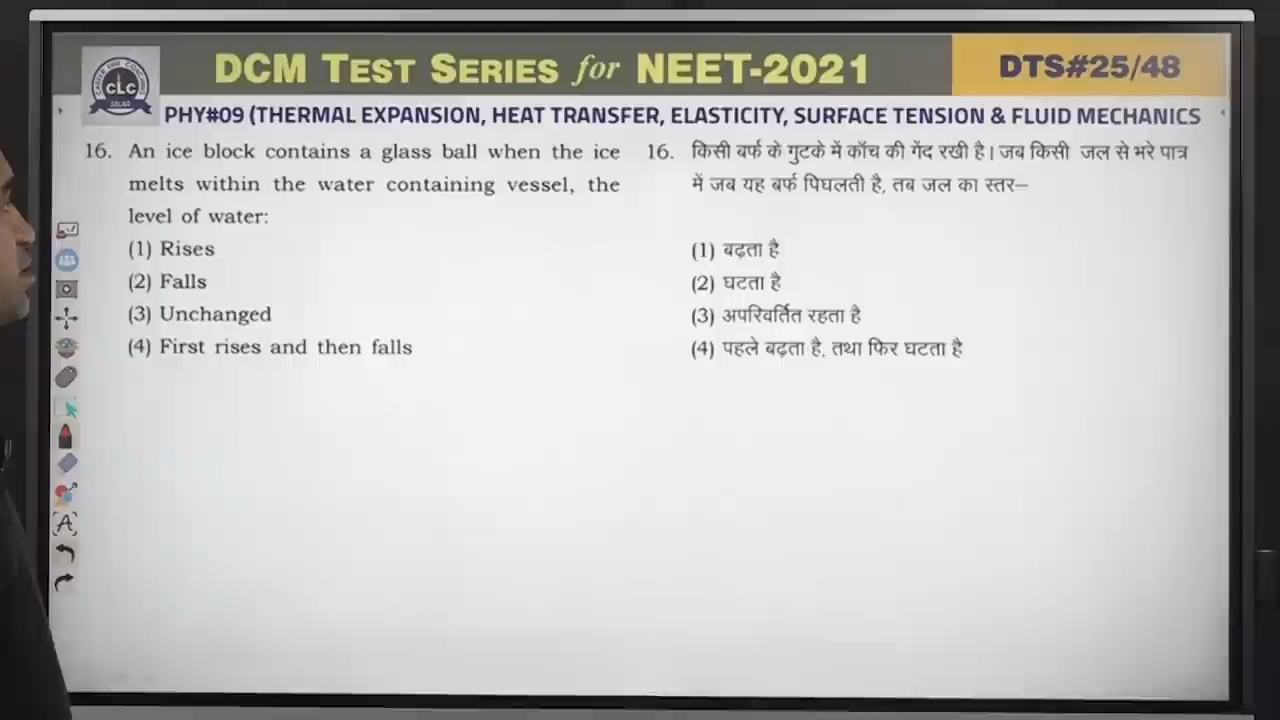 DCM TEST SERIES for NEET-2021
DTS#25/48
CLC
PHY#09 (THERMAL EXPANSION, HEAT TRANSFER, ELASTICITY, SURFACE TENSION & FLUID MECHANICS
16. An ice block contains a glass ball when the ice
melts within the water containing vessel, the
level of water:
(1) Rises
(2) Falls
(3) Unchanged
(4) First rises and then falls
16. किसी बर्फ के गुटके में काँच की गेंद रखी है। जब किसी जल से भरे पात्र
में जब यह बर्फ पिघलती है, तब जल का स्तर–
(1) बढ़ता है
(2) घटता है
(3) अपरिवर्तित रहता है
(4) पहले बढ़ता है, तथा फिर घटता है